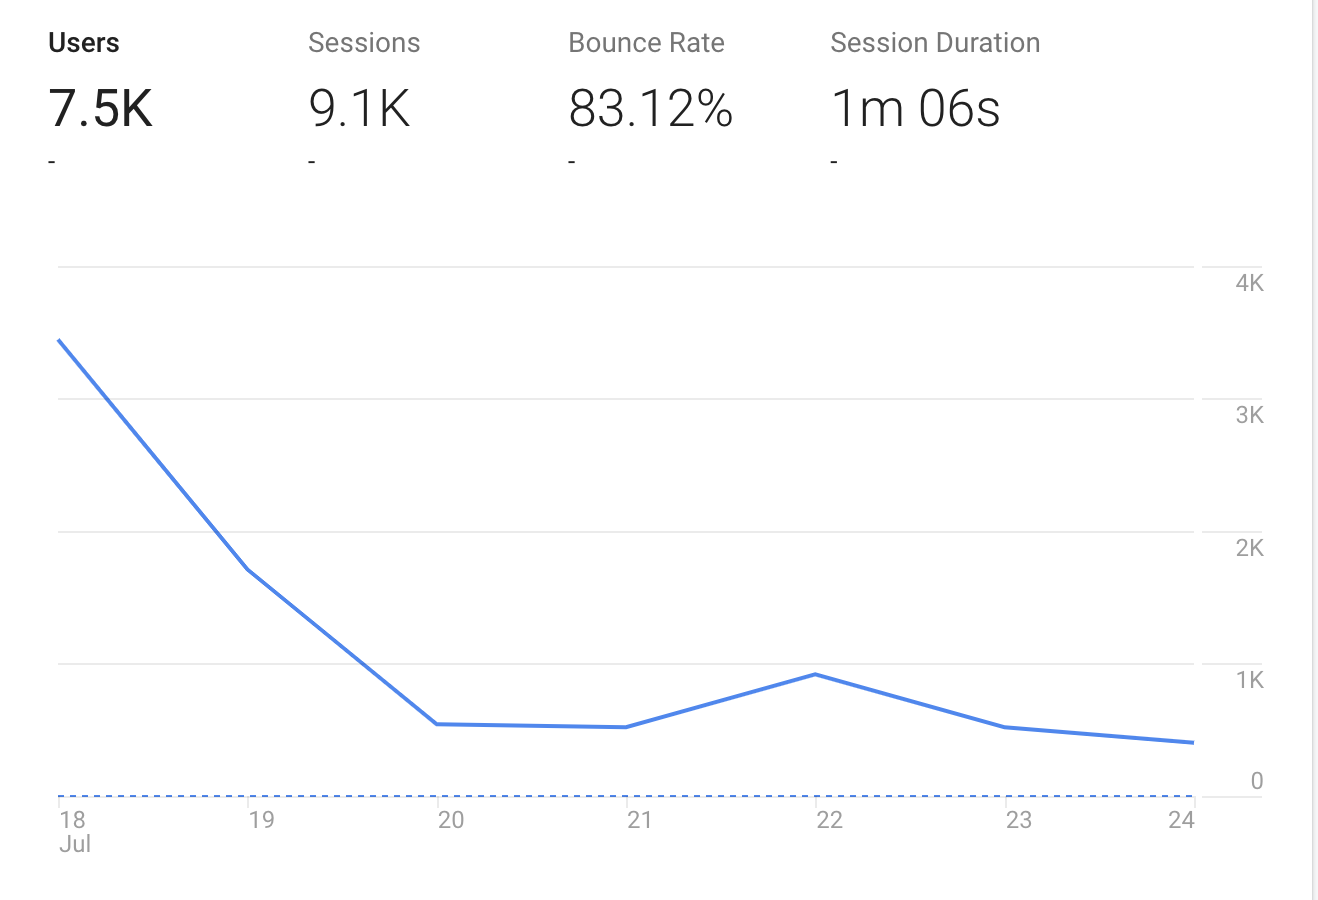 Users Sessions Bounce Rate Session Duration
7.5K 9.1K 83.12% 1m 06s
- - - -
4K
3K
2K
1K
0
18 19 20 21 22 23 24
Jul